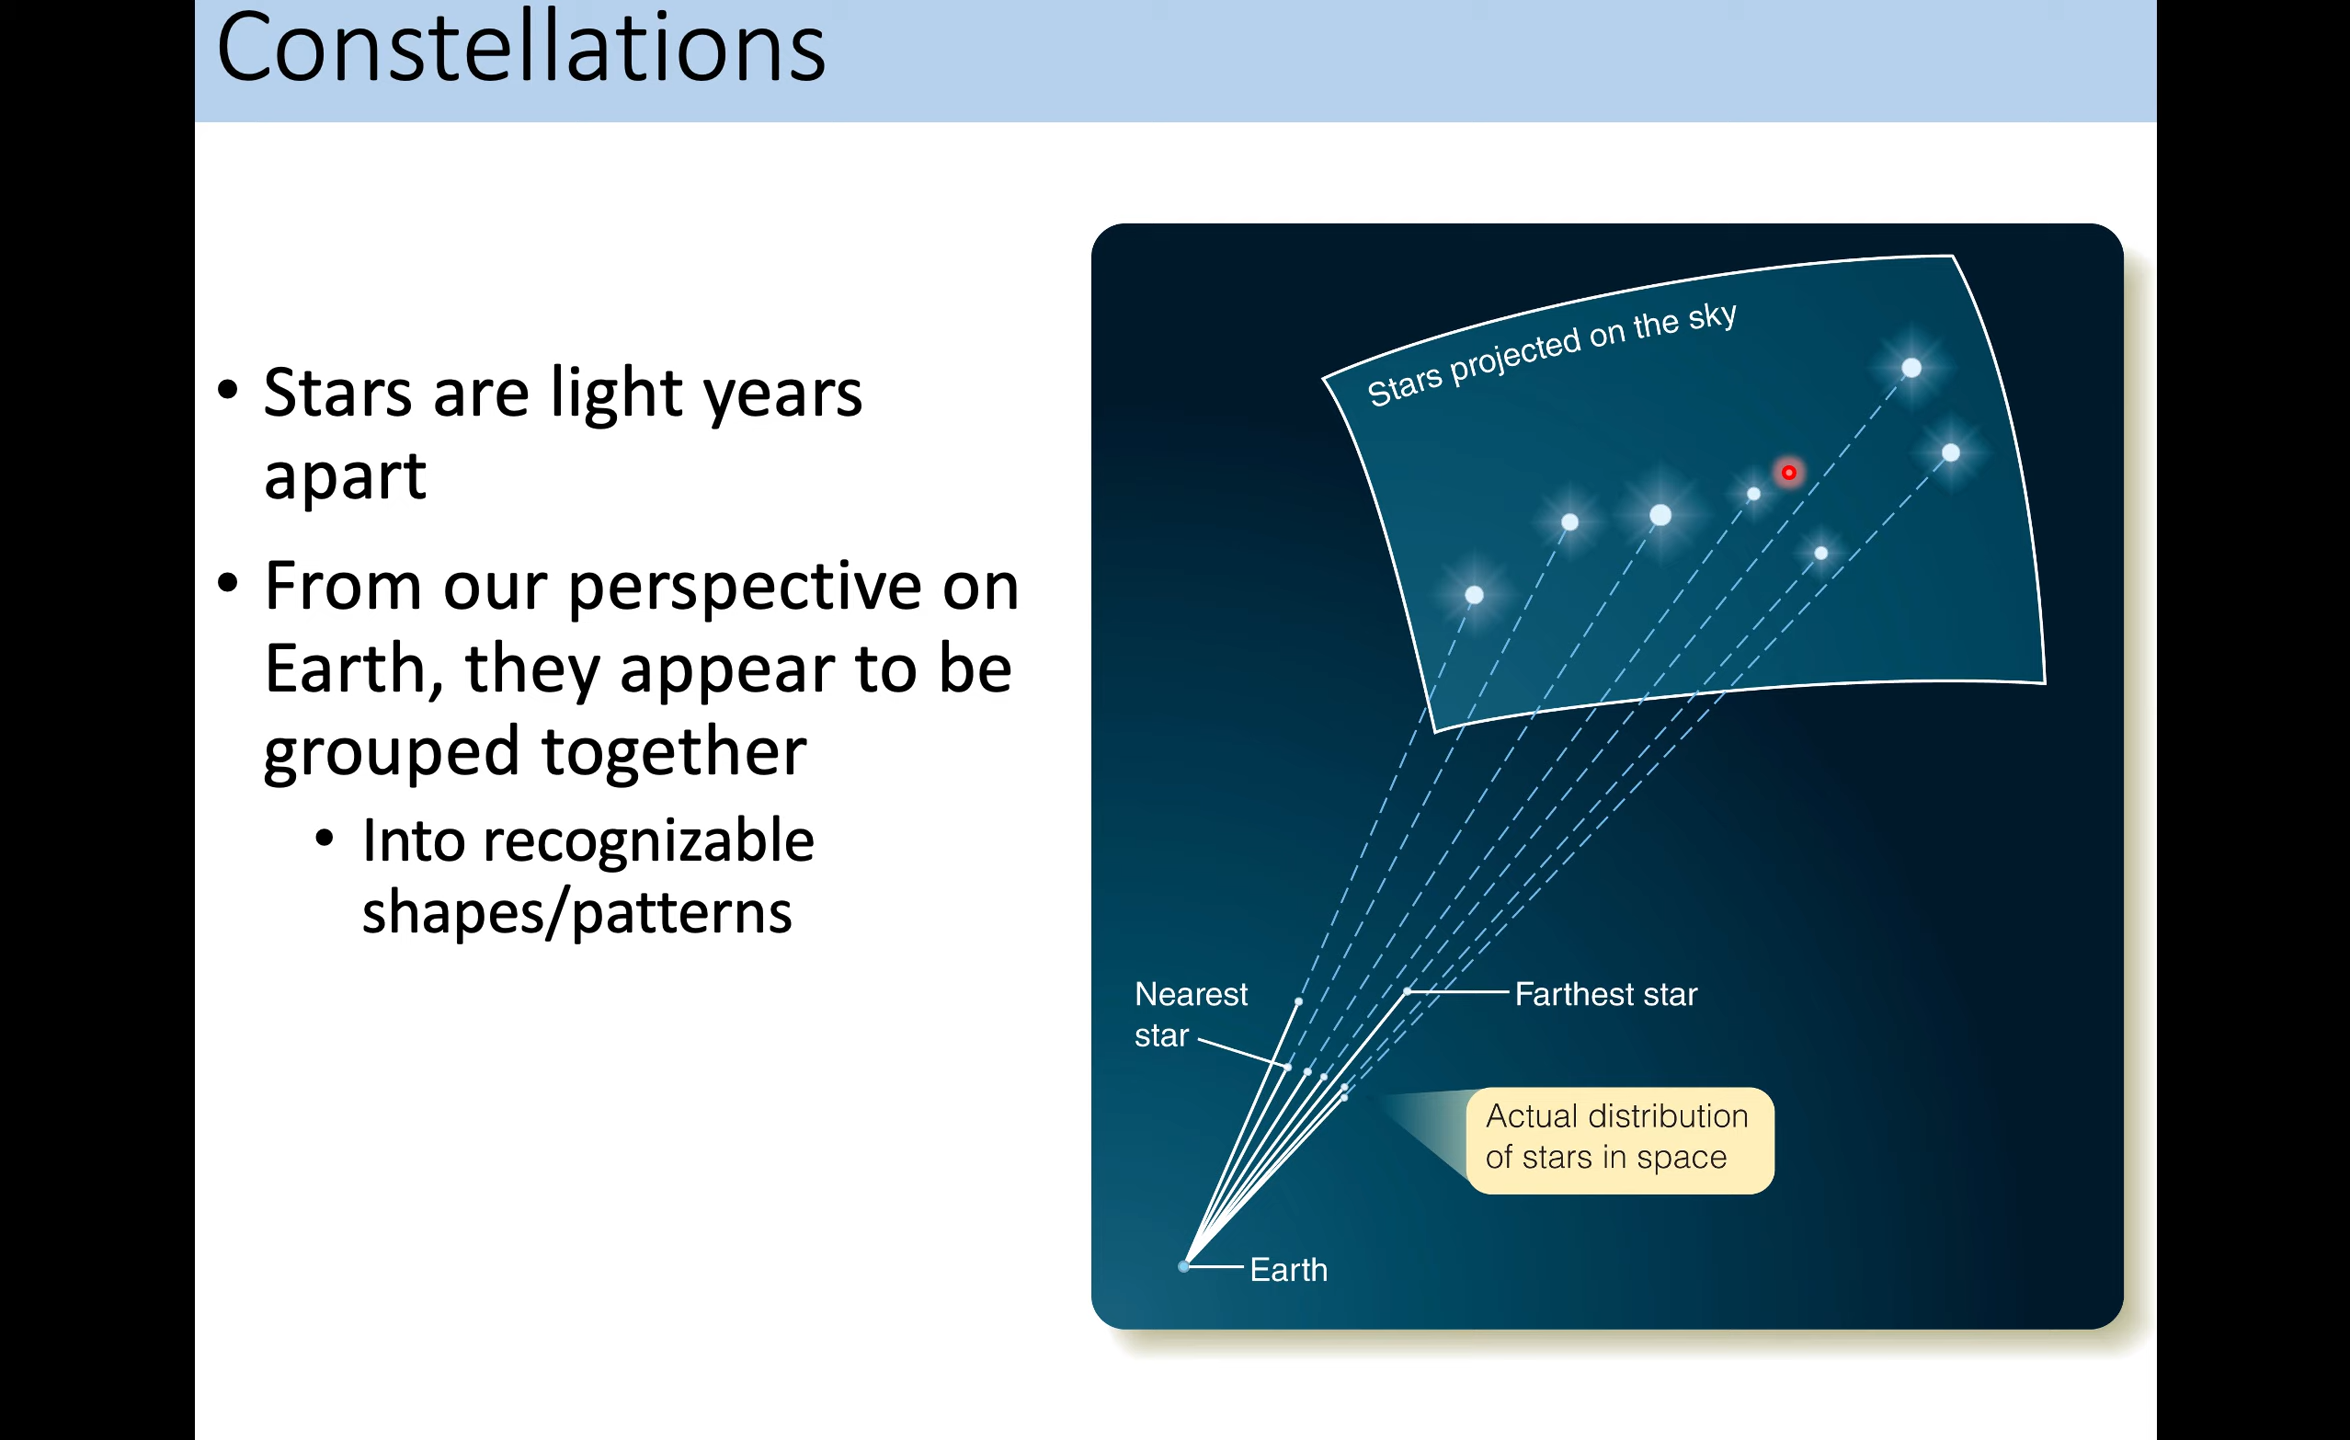 Constellations
• Stars are light years
apart
• From our perspective on
Earth, they appear to be
grouped together
• Into recognizable
shapes/patterns
Stars projected on the sky
Nearest
star
Farthest star
Actual distribution
of stars in space
Earth